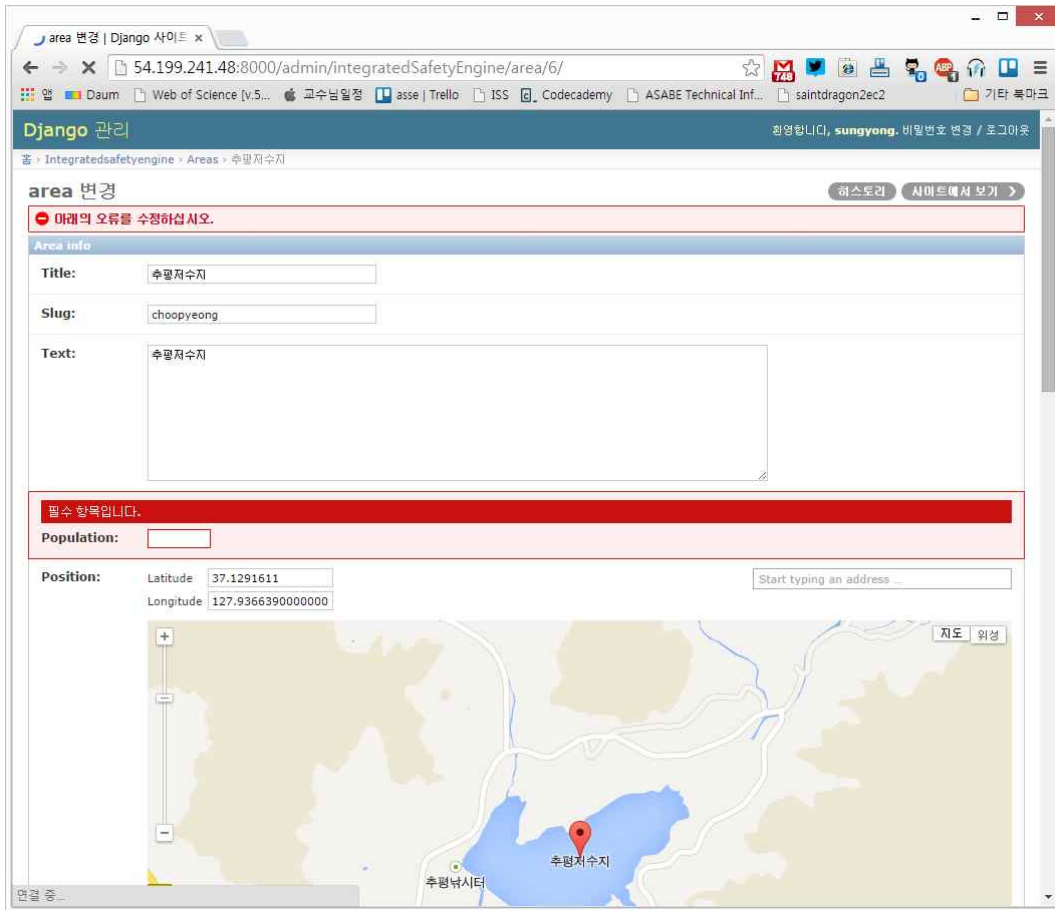 area 변경 | Django 사이트 ×
54.199.241.48:8000/admin/integratedSafetyEngine/area/6/
748 0 ABP 1
앱 Daum Web of Science [v.5... 교수님일정 asse | Trello ISS Codecademy ASABE Technical Inf... saintdragon2ec2 기타 북마크
Django 관리 환영합니다, sungyong. 비밀번호 변경 / 로그아웃
홈 › Integratedsafetyengine › Areas › 추평저수지
area 변경 히스토리 사이트에서 보기
아래의 오류를 수정하십시오.
Area info
Title: 추평저수지
Slug: choopyeong
Text: 추평저수지
필수 항목입니다.
Population:
Position: Latitude 37.1291611 Start typing an address ...
Longitude 127.9366390000000
지도 위성
추평저수지
추평낚시터
연결 중...